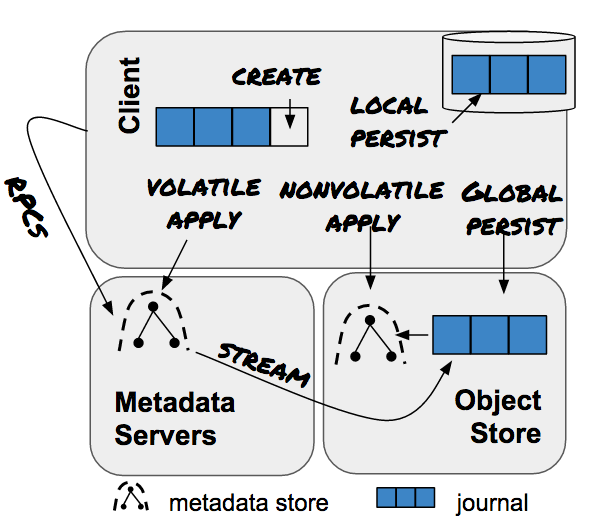 Client
CREATE
LOCAL
PERSIST
RPCs
VOLATILE
APPLY
NONVOLATILE
APPLY
GLOBAL
PERSIST
STREAM
Metadata
Servers
Object
Store
metadata store
journal